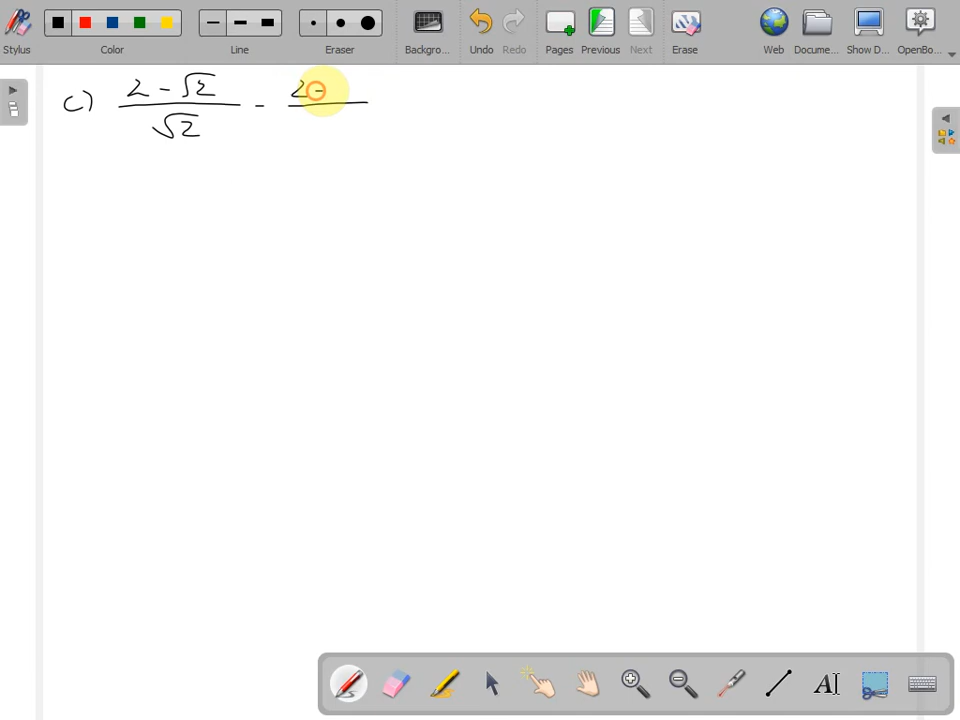 Stylus Color Line Eraser Backgro... Undo Redo Pages Previous Next Erase Web Docume... Show D... OpenBo...
c) (2 - √2)/√2 - (2 -
AI